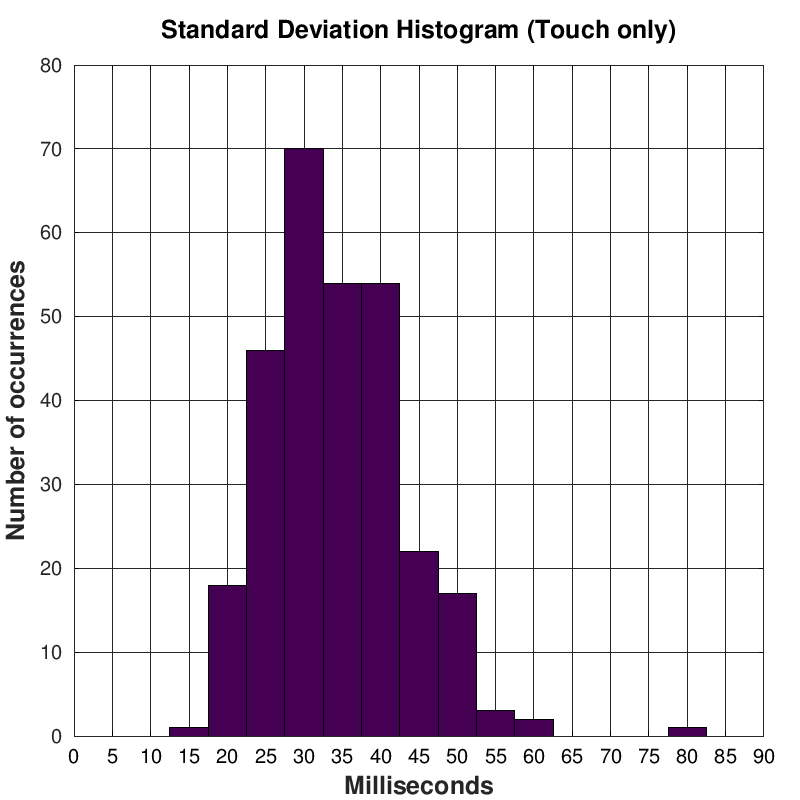 Standard Deviation Histogram (Touch only)
80
70
60
50
40
30
20
10
0
Number of occurrences
0 5 10 15 20 25 30 35 40 45 50 55 60 65 70 75 80 85 90
Milliseconds